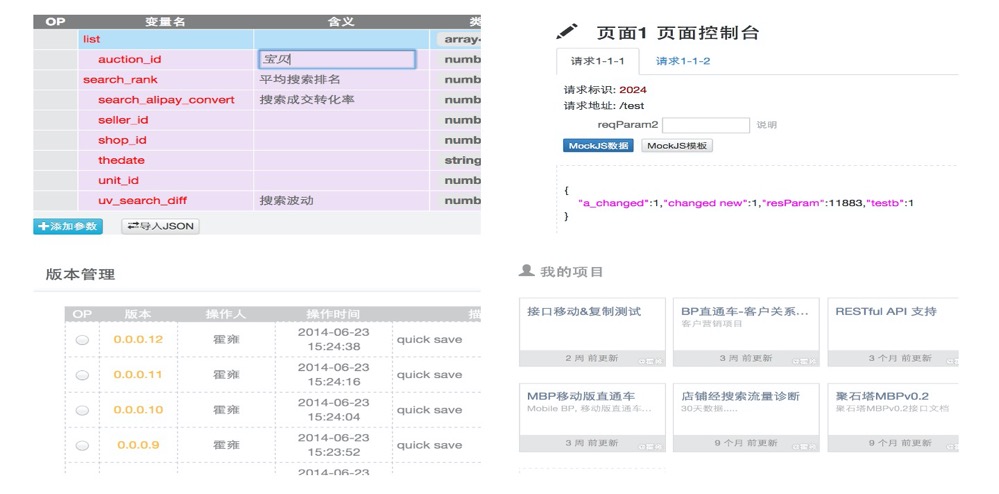 OP 变量名 含义 类
list array-
auction_id 宝贝 numb
search_rank 平均搜索排名 numb
search_alipay_convert 搜索成交转化率 numb
seller_id numb
shop_id numb
thedate string
unit_id numb
uv_search_diff 搜索波动 numb
添加参数 导入JSON
页面1 页面控制台
请求1-1-1 请求1-1-2
请求标识: 2024
请求地址: /test
reqParam2 说明
MockJS数据 MockJS模板
{
"a_changed":1,"changed new":1,"resParam":11883,"testb":1
}
版本管理
OP 版本 操作人 操作时间 描
0.0.0.12 霍雍 2014-06-23 quick save
15:24:38
0.0.0.11 霍雍 2014-06-23 quick save
15:24:16
0.0.0.10 霍雍 2014-06-23 quick save
15:24:04
0.0.0.9 霍雍 2014-06-23 quick save
15:23:52
2014-06-23
我的项目
接口移动&复制测试 BP直通车-客户关系... RESTful API 支持
客户营销项目
2 周 前更新 3 周 前更新 3 个月 前更新
MBP移动版直通车 店铺经搜索流量诊断 聚石塔MBPv0.2
Mobile BP, 移动版直通车... 30天数据..... 聚石塔MBPv0.2接口文档
3 周 前更新 9 个月 前更新 9 个月 前更新